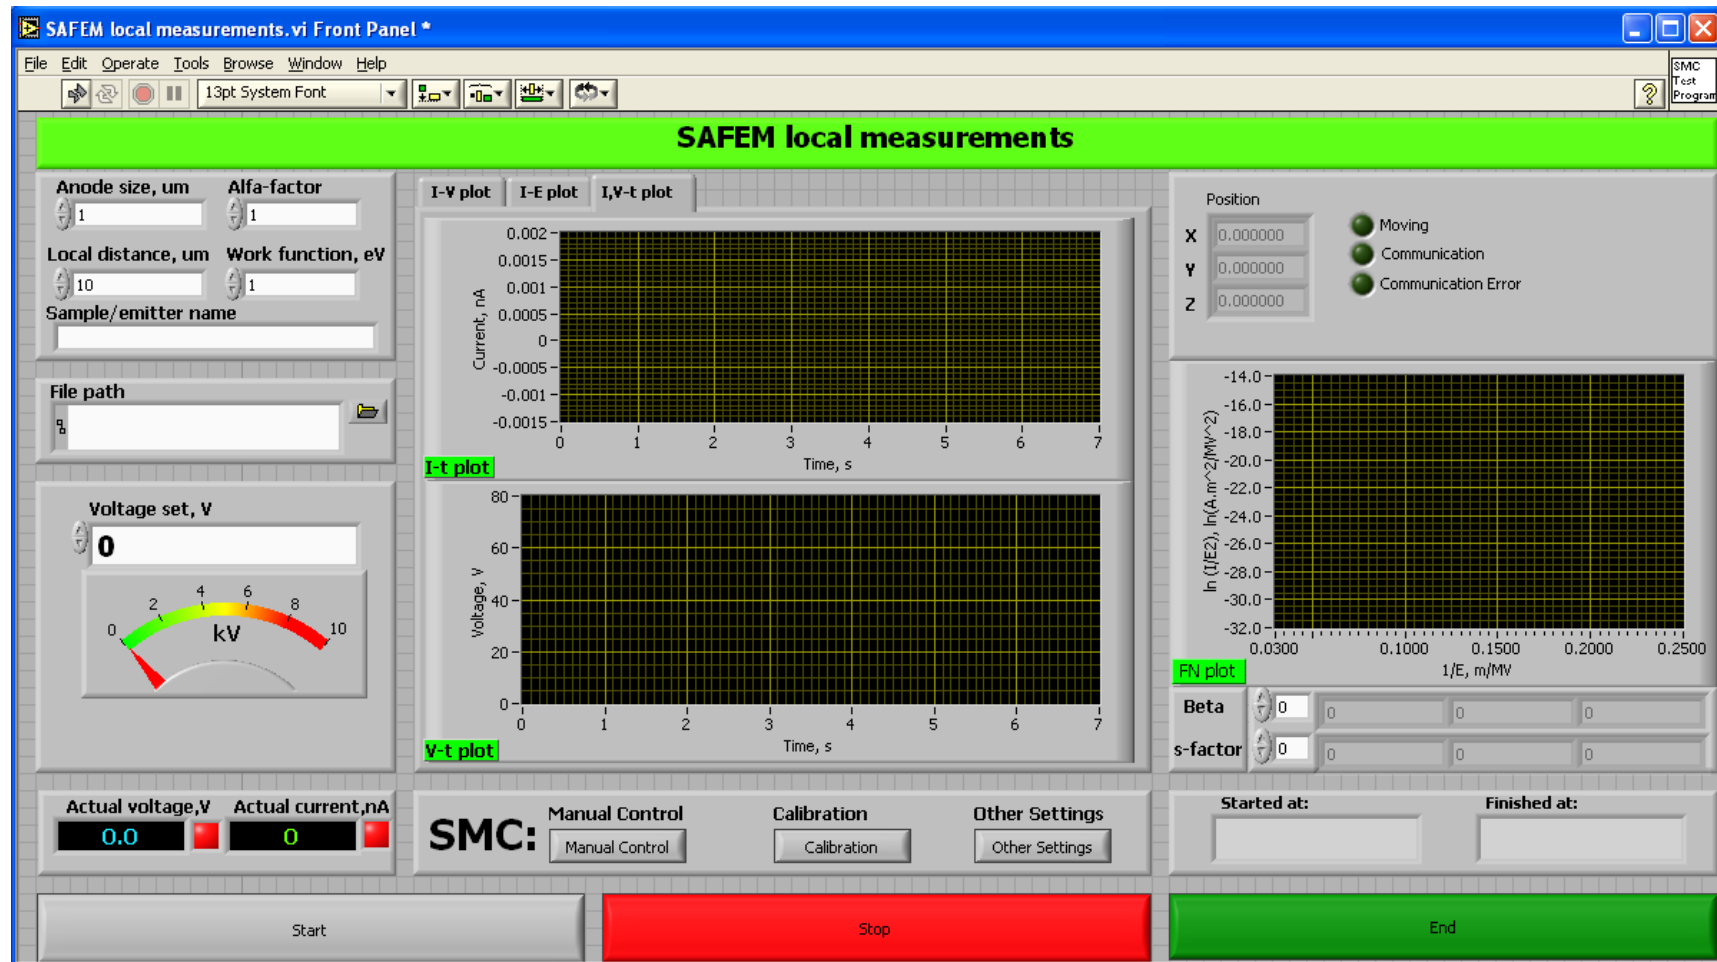 SAFEM local measurements.vi Front Panel *
File Edit Operate Tools Browse Window Help
13pt System Font
SMC
Test
Program
SAFEM local measurements
Anode size, um
Alfa-factor
1
1
Local distance, um
Work function, eV
10
1
Sample/emitter name
File path
Voltage set, V
0
0 2 4 6 8 10
kV
Actual voltage,V
Actual current,nA
0.0
0
I-V plot
I-E plot
I,V-t plot
0.002
0.0015
0.001
0.0005
0
-0.0005
-0.001
-0.0015
Current, nA
0 1 2 3 4 5 6 7
Time, s
I-t plot
80
60
40
20
0
Voltage, V
0 1 2 3 4 5 6 7
Time, s
V-t plot
SMC:
Manual Control
Calibration
Other Settings
Manual Control
Calibration
Other Settings
Position
X 0.000000
Y 0.000000
Z 0.000000
Moving
Communication
Communication Error
-14.0
-16.0
-18.0
-20.0
-22.0
-24.0
-26.0
-28.0
-30.0
-32.0
ln (I/E2), ln(A.m^2/MV^2)
0.0300 0.1000 0.1500 0.2000 0.2500
1/E, m/MV
FN plot
Beta 0 0 0 0
s-factor 0 0 0 0
Started at:
Finished at:
Start
Stop
End